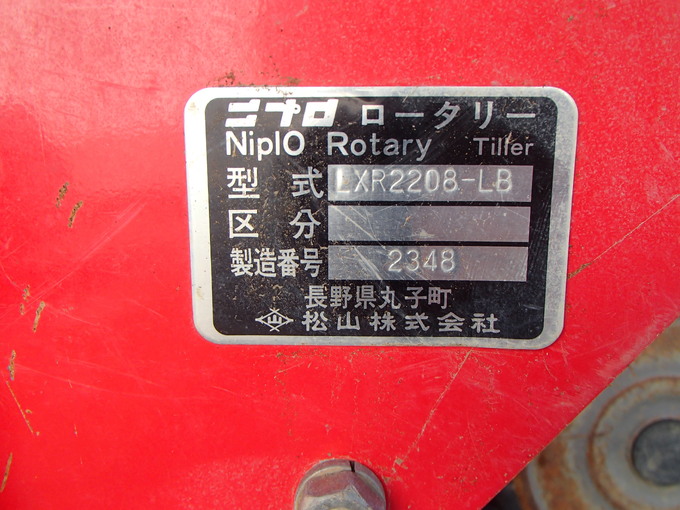 ニプロ ロータリー
NiplO Rotary Tiller
型式 LXR2208-LB
区分
製造番号 2348
長野県丸子町
松山株式会社